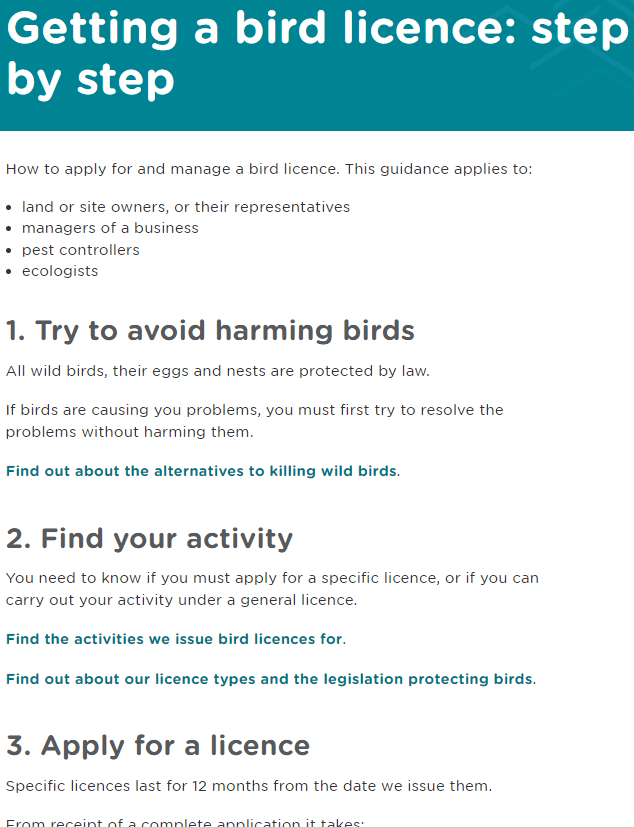 Getting a bird licence: step
by step
How to apply for and manage a bird licence. This guidance applies to:
• land or site owners, or their representatives
• managers of a business
• pest controllers
• ecologists
1. Try to avoid harming birds
All wild birds, their eggs and nests are protected by law.
If birds are causing you problems, you must first try to resolve the
problems without harming them.
Find out about the alternatives to killing wild birds.
2. Find your activity
You need to know if you must apply for a specific licence, or if you can
carry out your activity under a general licence.
Find the activities we issue bird licences for.
Find out about our licence types and the legislation protecting birds.
3. Apply for a licence
Specific licences last for 12 months from the date we issue them.
From receipt of a complete application it takes: